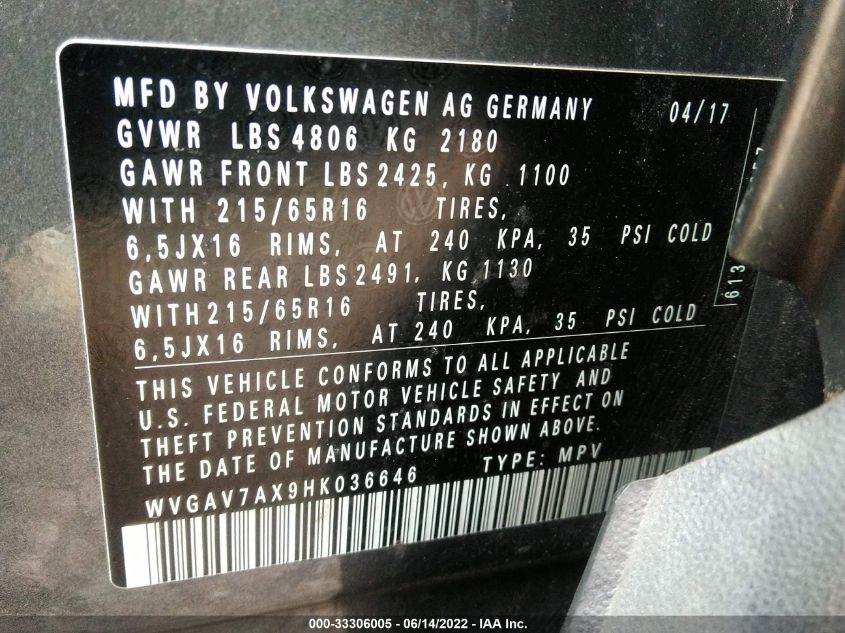 MFD BY VOLKSWAGEN AG GERMANY 04/17
GVWR LBS 4806 KG 2180
GAWR FRONT LBS 2425, KG 1100
WITH 215/65R16 TIRES,
6,5JX16 RIMS, AT 240 KPA, 35 PSI COLD
GAWR REAR LBS 2491, KG 1130
WITH 215/65R16 TIRES,
6,5JX16 RIMS, AT 240 KPA, 35 PSI COLD
THIS VEHICLE CONFORMS TO ALL APPLICABLE
U.S. FEDERAL MOTOR VEHICLE SAFETY AND
THEFT PREVENTION STANDARDS IN EFFECT ON
THE DATE OF MANUFACTURE SHOWN ABOVE.
WVGAV7AX9HK036646 TYPE: MPV
613
000-33306005 - 06/14/2022 - IAA Inc.